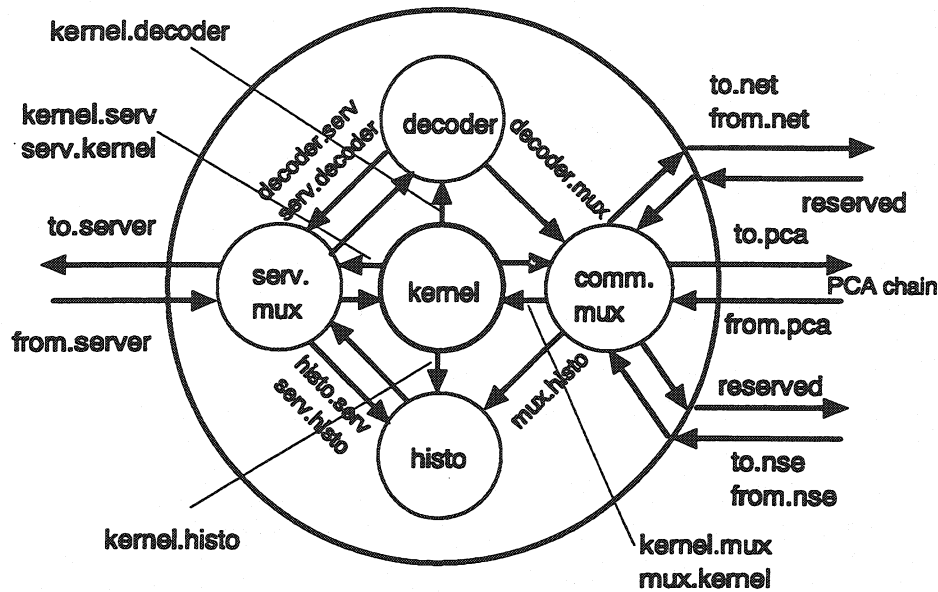 kernel.decoder
to.net
from.net
kernel.serv
serv.kernel
decoder.serv
serv.decoder
decoder
decoder.mux
reserved
to.server
to.pca
serv.
mux
kernel
comm.
mux
PCA chain
from.server
from.pca
histo.serv
serv.histo
mux.histo
reserved
histo
to.nse
from.nse
kernel.histo
kernel.mux
mux.kernel